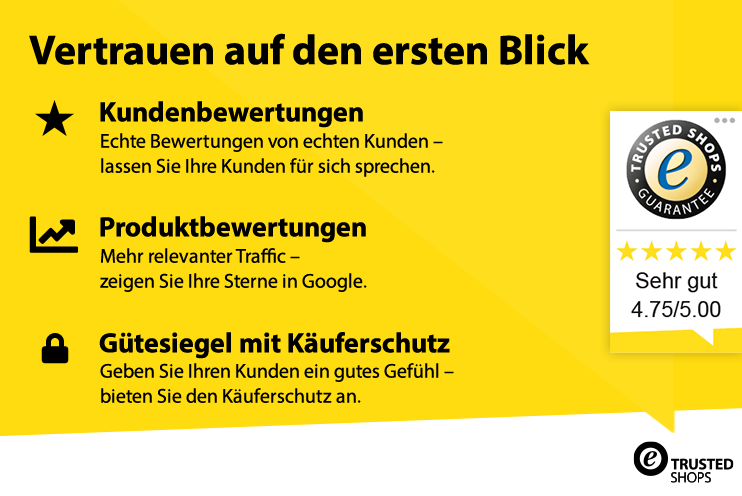 Vertrauen auf den ersten Blick
Kundenbewertungen
Echte Bewertungen von echten Kunden –
lassen Sie Ihre Kunden für sich sprechen.
Produktbewertungen
Mehr relevanter Traffic –
zeigen Sie Ihre Sterne in Google.
Gütesiegel mit Käuferschutz
Geben Sie Ihren Kunden ein gutes Gefühl –
bieten Sie den Käuferschutz an.
TRUSTED SHOPS
e
GUARANTEE
Sehr gut
4.75/5.00
e
TRUSTED
SHOPS